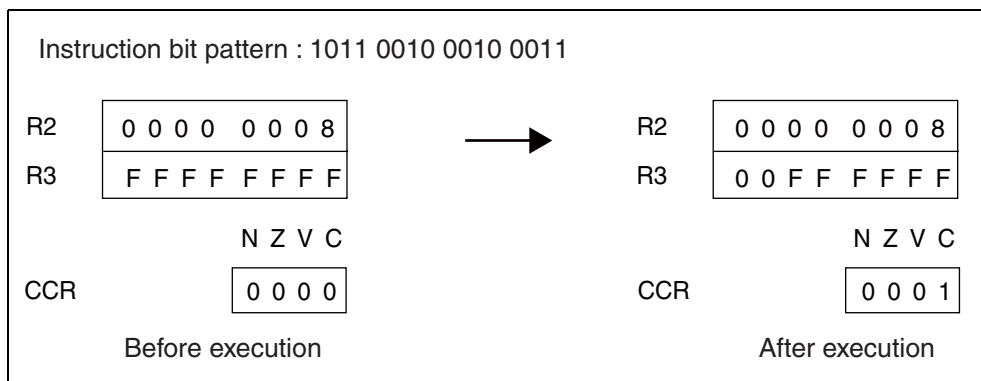 Instruction bit pattern : 1011 0010 0010 0011
R2 0 0 0 0 0 0 0 8 R2 0 0 0 0 0 0 0 8
R3 F F F F F F F F R3 0 0 F F F F F F
N Z V C N Z V C
CCR 0 0 0 0 CCR 0 0 0 1
Before execution After execution